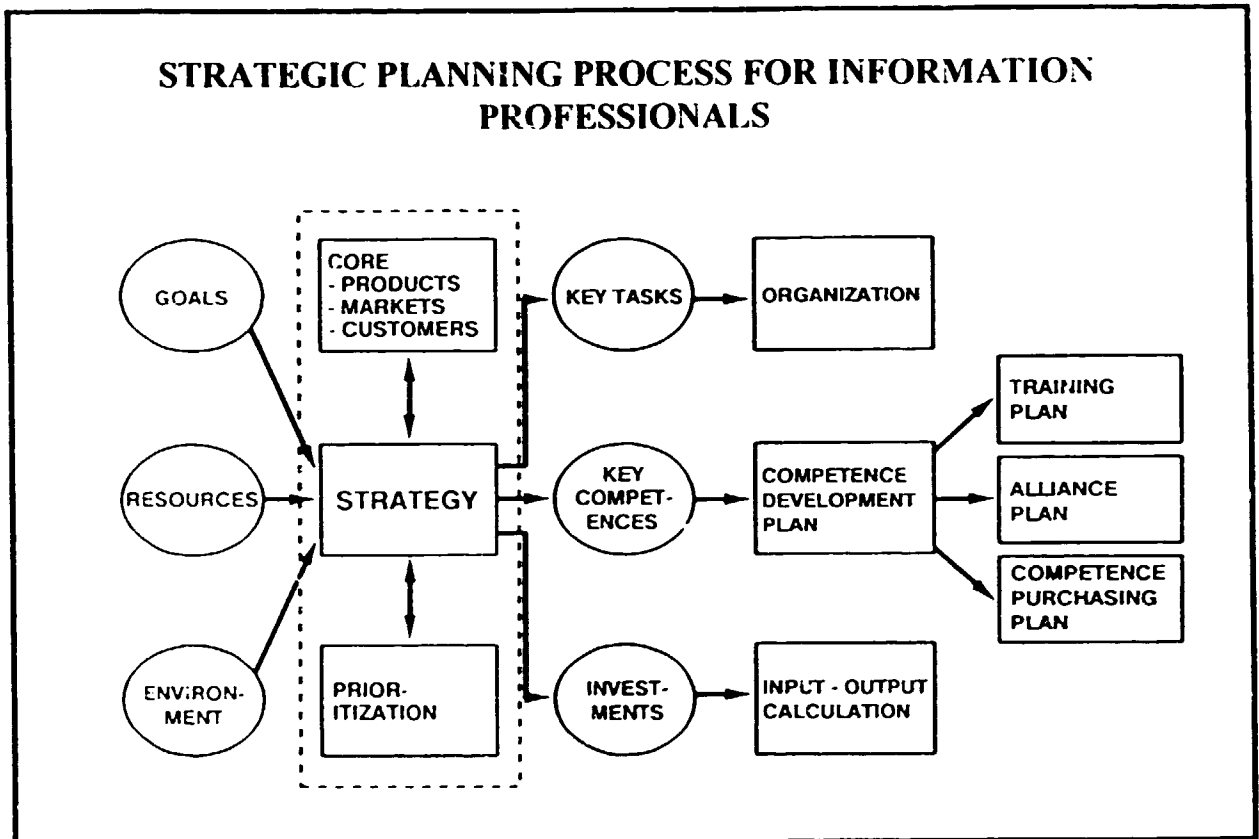 STRATEGIC PLANNING PROCESS FOR INFORMATION
PROFESSIONALS
GOALS
CORE
- PRODUCTS
- MARKETS
- CUSTOMERS
KEY TASKS
ORGANIZATION
TRAINING
PLAN
RESOURCES
STRATEGY
KEY
COMPET-
ENCES
COMPETENCE
DEVELOPMENT
PLAN
ALLIANCE
PLAN
COMPETENCE
PURCHASING
PLAN
ENVIRON-
MENT
PRIOR-
ITIZATION
INVEST-
MENTS
INPUT - OUTPUT
CALCULATION